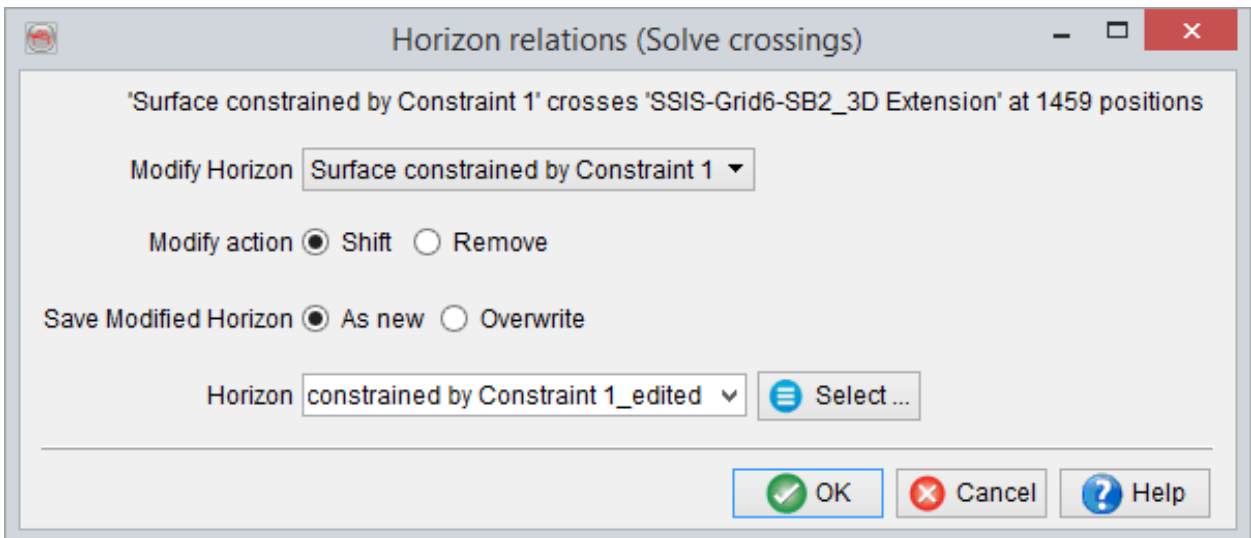 Horizon relations (Solve crossings)
'Surface constrained by Constraint 1' crosses 'SSIS-Grid6-SB2_3D Extension' at 1459 positions
Modify Horizon Surface constrained by Constraint 1
Modify action Shift Remove
Save Modified Horizon As new Overwrite
Horizon constrained by Constraint 1_edited Select ...
OK Cancel Help